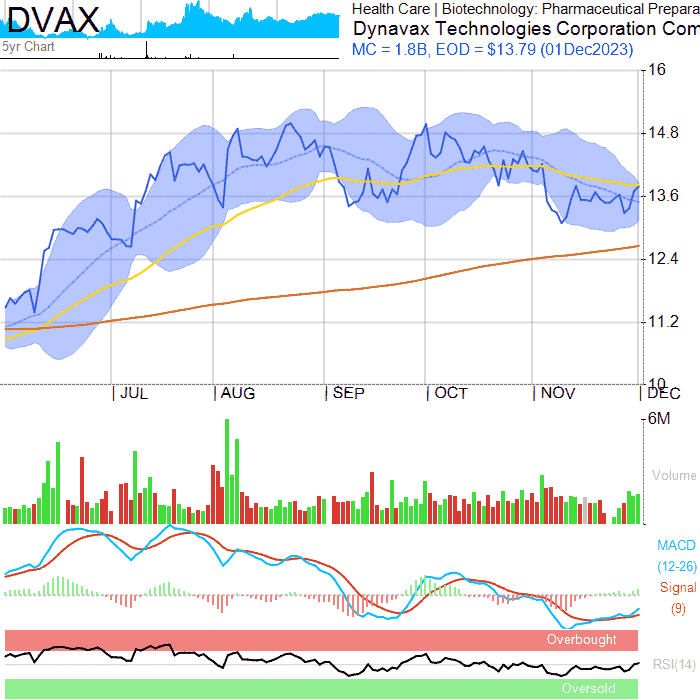 DVAX
5yr Chart
Health Care | Biotechnology: Pharmaceutical Prepara
Dynavax Technologies Corporation Com
MC = 1.8B, EOD = $13.79 (01Dec2023)
16
14.8
13.6
12.4
11.2
10
JUL AUG SEP OCT NOV DEC
6M
Volume
MACD
(12-26)
Signal
(9)
Overbought
RSI(14)
Oversold